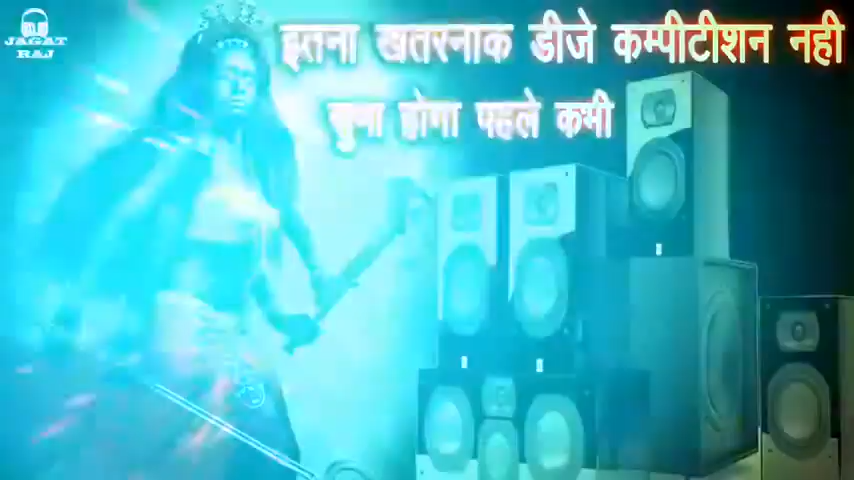 JAGAT
RAJ
इतना खतरनाक डीजे कम्पीटीशन नही
सुना होगा पहले कभी